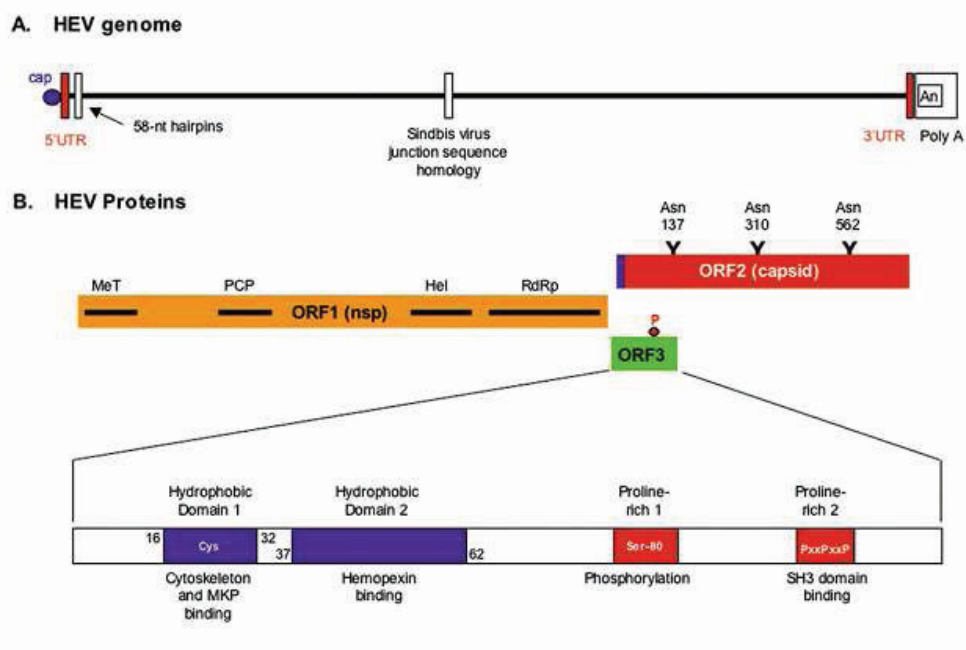 A. HEV genome
cap
An
58-nt hairpins
5'UTR
Sindbis virus
junction sequence
homology
3'UTR
Poly A
B. HEV Proteins
Asn
137
Asn
310
Asn
562
ORF2 (capsid)
MeT
PCP
Hel
RdRp
ORF1 (nsp)
P
ORF3
Hydrophobic
Domain 1
Hydrophobic
Domain 2
Proline-
rich 1
Proline-
rich 2
16
Cys
32
37
62
Ser-80
PxxPxxP
Cytoskeleton
and MKP
binding
Hemopexin
binding
Phosphorylation
SH3 domain
binding